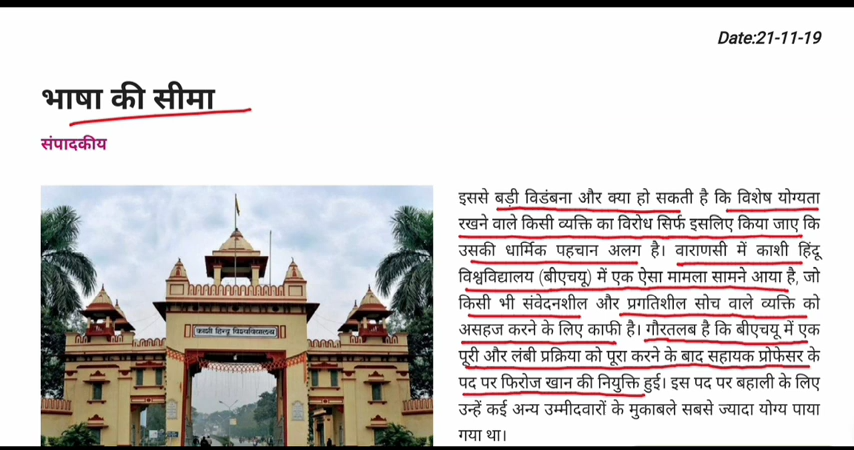 Date:21-11-19
भाषा की सीमा
संपादकीय
काशी हिन्दू विश्वविद्यालय
इससे बड़ी विडंबना और क्या हो सकती है कि विशेष योग्यता
रखने वाले किसी व्यक्ति का विरोध सिर्फ इसलिए किया जाए कि
उसकी धार्मिक पहचान अलग है। वाराणसी में काशी हिंदू
विश्वविद्यालय (बीएचयू) में एक ऐसा मामला सामने आया है, जो
किसी भी संवेदनशील और प्रगतिशील सोच वाले व्यक्ति को
असहज करने के लिए काफी है। गौरतलब है कि बीएचयू में एक
पूरी और लंबी प्रक्रिया को पूरा करने के बाद सहायक प्रोफेसर के
पद पर फिरोज खान की नियुक्ति हुई। इस पद पर बहाली के लिए
उन्हें कई अन्य उम्मीदवारों के मुकाबले सबसे ज्यादा योग्य पाया
गया था।